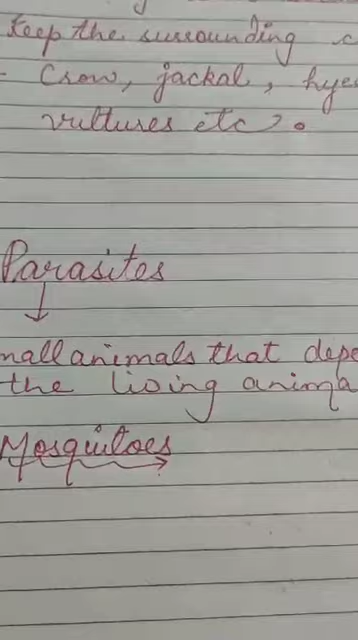 keep the surrounding
- Crow, jackal, hye
vultures etc).
Parasites
↓
mall animals that depe
the living anima
Mosquitoes